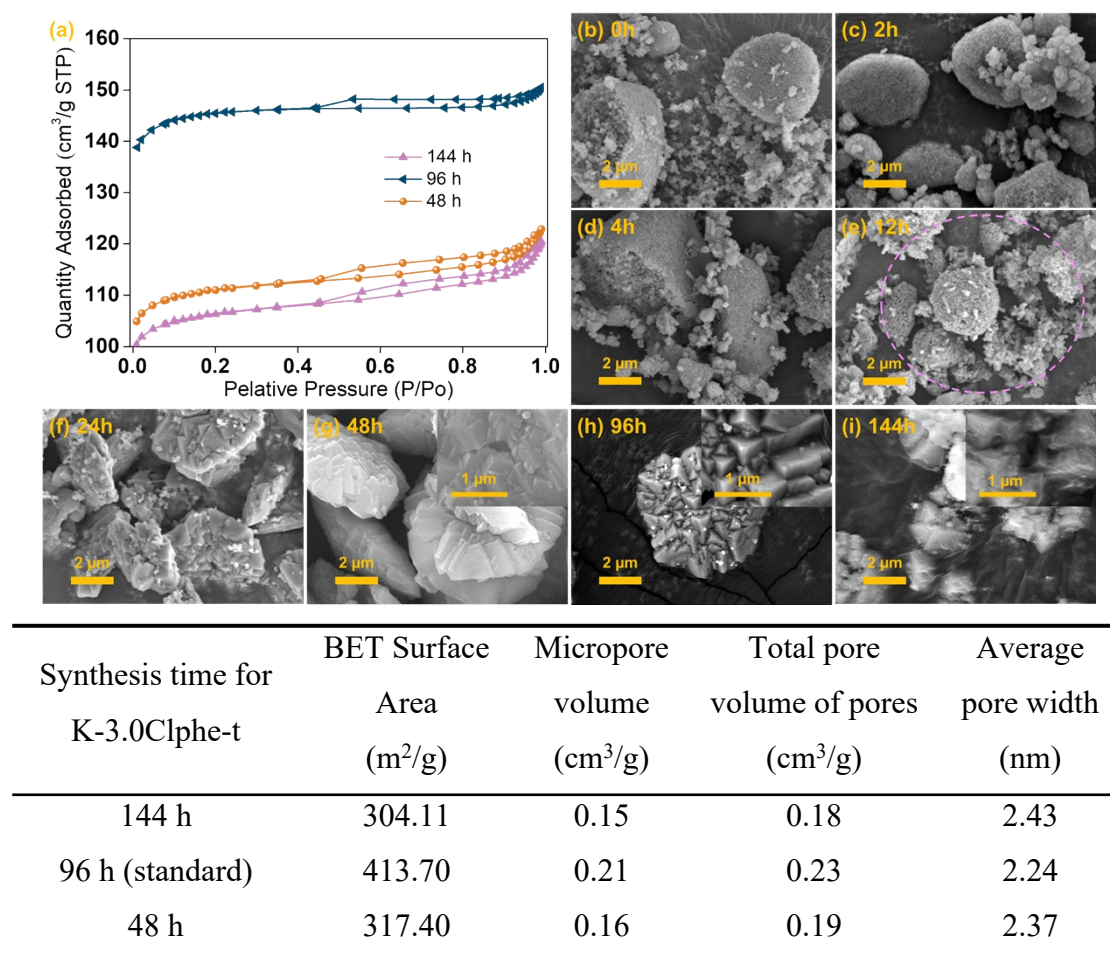 (a)
160
150
140
130
120
110
100
Quantity Adsorbed (cm³/g STP)
144 h
96 h
48 h
0.0 0.2 0.4 0.6 0.8 1.0
Pelative Pressure (P/Po)
(b) 0h
2 μm
(c) 2h
2 μm
(d) 4h
2 μm
(e) 12h
2 μm
(f) 24h
2 μm
(g) 48h
1 μm
2 μm
(h) 96h
1 μm
2 μm
(i) 144h
1 μm
2 μm
Synthesis time for
K-3.0Clphe-t
BET Surface
Area
(m²/g)
Micropore
volume
(cm³/g)
Total pore
volume of pores
(cm³/g)
Average
pore width
(nm)
144 h 304.11 0.15 0.18 2.43
96 h (standard) 413.70 0.21 0.23 2.24
48 h 317.40 0.16 0.19 2.37